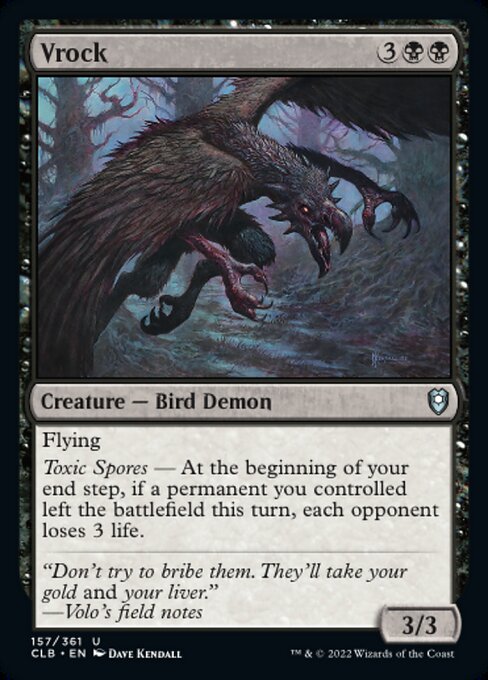 Vrock 3
Creature — Bird Demon
Flying
Toxic Spores — At the beginning of your
end step, if a permanent you controlled
left the battlefield this turn, each opponent
loses 3 life.
“Don’t try to bribe them. They’ll take your
gold and your liver.”
—Volo’s field notes
3/3
157/361 U
CLB • EN DAVE KENDALL
™ & © 2022 Wizards of the Coast